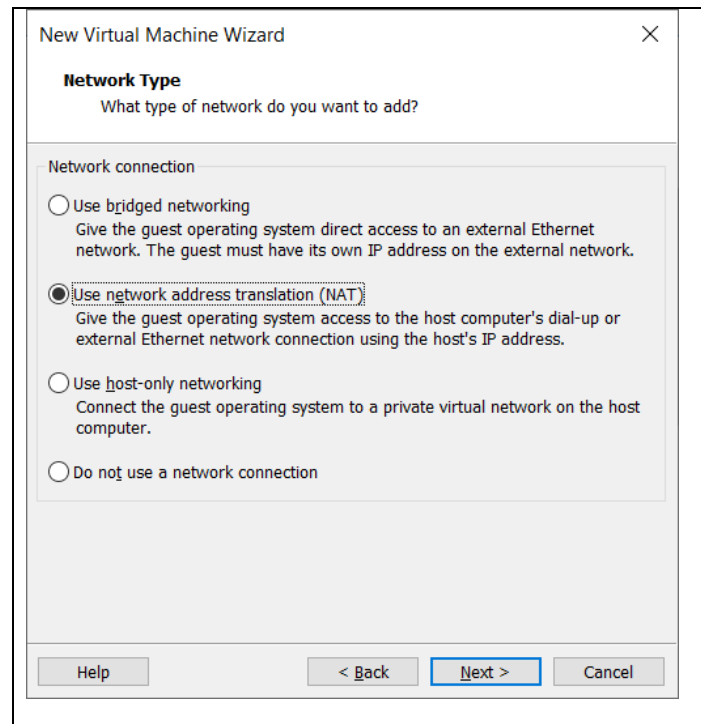 New Virtual Machine Wizard
Network Type
What type of network do you want to add?
Network connection
Use bridged networking
Give the guest operating system direct access to an external Ethernet
network. The guest must have its own IP address on the external network.
Use network address translation (NAT)
Give the guest operating system access to the host computer's dial-up or
external Ethernet network connection using the host's IP address.
Use host-only networking
Connect the guest operating system to a private virtual network on the host
computer.
Do not use a network connection
Help < Back Next > Cancel